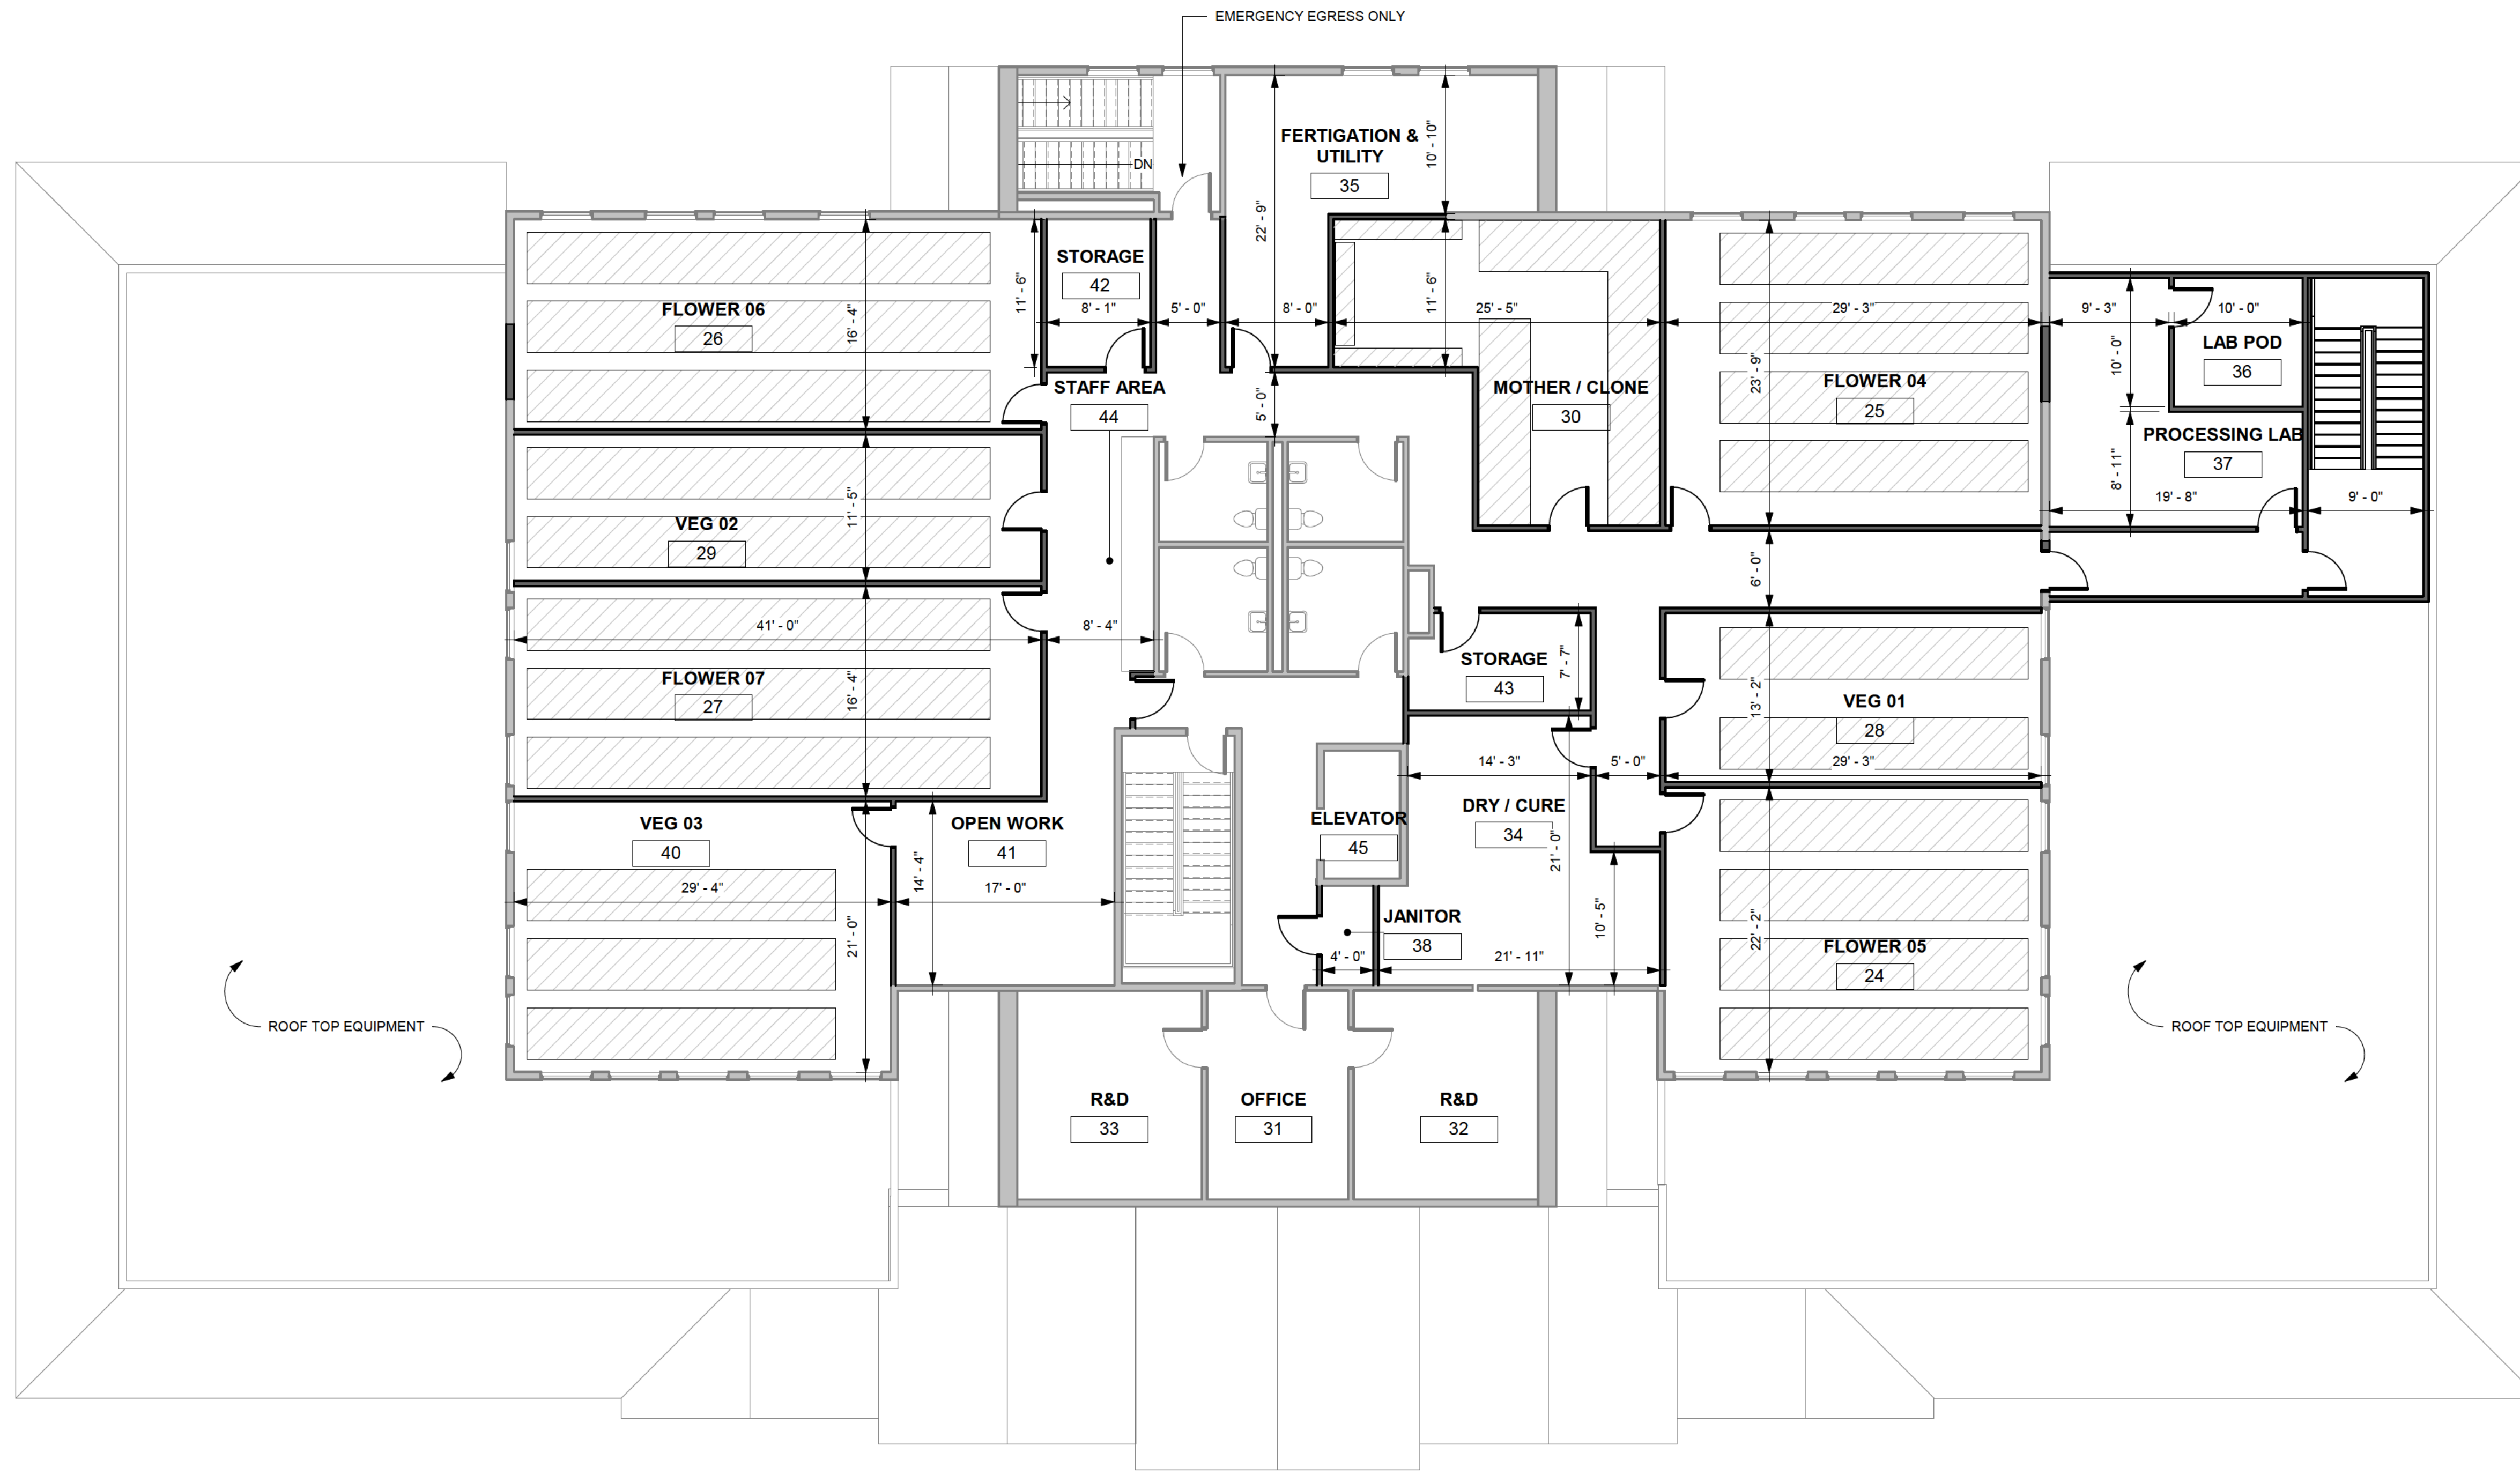 EMERGENCY EGRESS ONLY
DN
FERTIGATION &
UTILITY
35
10' - 10"
22' - 9"
STORAGE
42
8' - 1"
11' - 6"
5' - 0"
8' - 0"
11' - 6"
25' - 5"
29' - 3"
9' - 3"
10' - 0"
FLOWER 06
26
16' - 4"
LAB POD
36
10' - 0"
STAFF AREA
44
5' - 0"
MOTHER / CLONE
30
23' - 9"
FLOWER 04
25
PROCESSING LAB
37
8' - 11"
19' - 8"
9' - 0"
VEG 02
29
11' - 5"
6' - 0"
41' - 0"
8' - 4"
FLOWER 07
27
16' - 4"
STORAGE
43
7' - 7"
13' - 2"
VEG 01
28
14' - 3"
5' - 0"
29' - 3"
VEG 03
40
OPEN WORK
41
ELEVATOR
45
DRY / CURE
34
21' - 0"
29' - 4"
14' - 4"
17' - 0"
21' - 0"
JANITOR
38
10' - 5"
4' - 0"
21' - 11"
22' - 2"
FLOWER 05
24
ROOF TOP EQUIPMENT
ROOF TOP EQUIPMENT
R&D
33
OFFICE
31
R&D
32